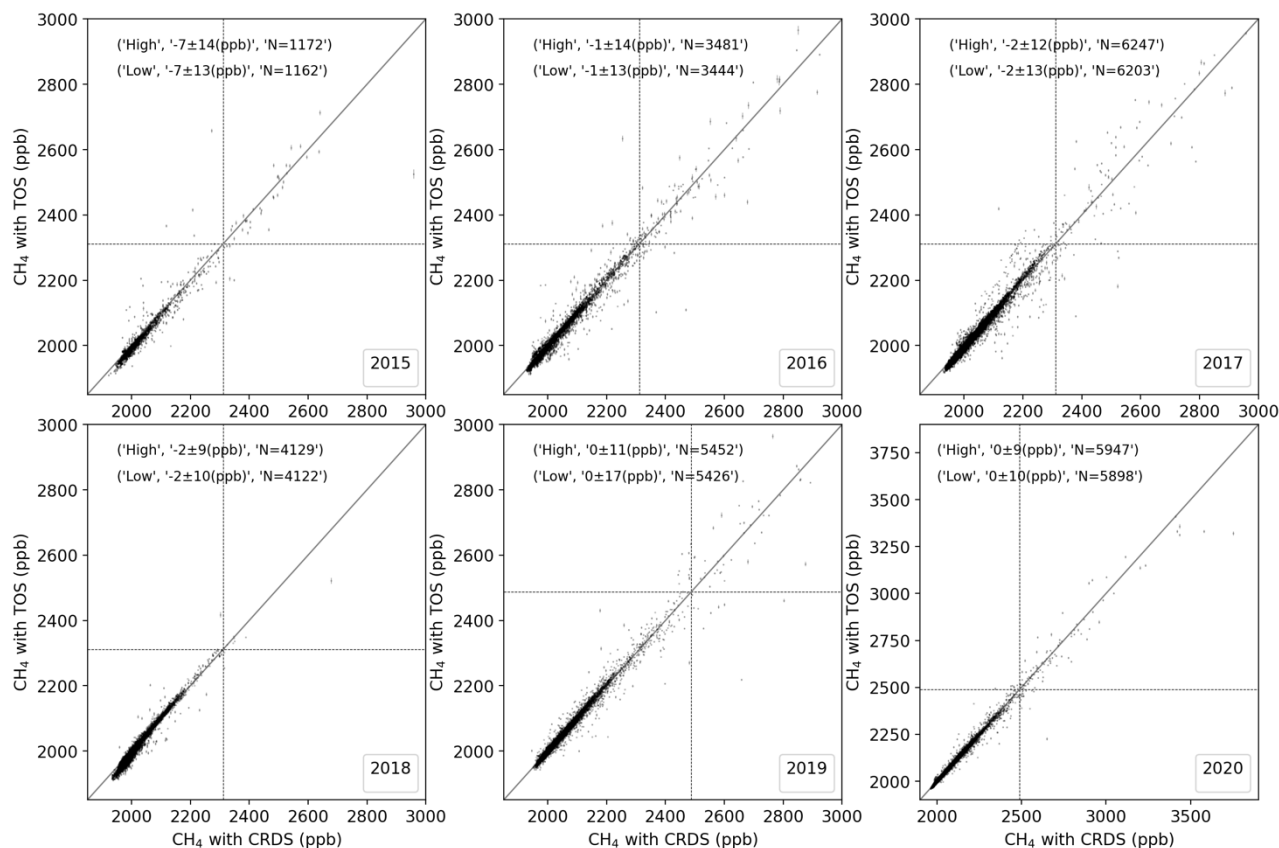 3000
2800
2600
2400
2200
2000
CH₄ with TOS (ppb)
('High', '-7±14(ppb)', 'N=1172')
('Low', '-7±13(ppb)', 'N=1162')
2015
2000 2200 2400 2600 2800 3000
3000
2800
2600
2400
2200
2000
CH₄ with TOS (ppb)
('High', '-1±14(ppb)', 'N=3481')
('Low', '-1±13(ppb)', 'N=3444')
2016
2000 2200 2400 2600 2800 3000
3000
2800
2600
2400
2200
2000
CH₄ with TOS (ppb)
('High', '-2±12(ppb)', 'N=6247')
('Low', '-2±13(ppb)', 'N=6203')
2017
2000 2200 2400 2600 2800 3000
3000
2800
2600
2400
2200
2000
CH₄ with TOS (ppb)
('High', '-2±9(ppb)', 'N=4129')
('Low', '-2±10(ppb)', 'N=4122')
2018
2000 2200 2400 2600 2800 3000
CH₄ with CRDS (ppb)
3000
2800
2600
2400
2200
2000
CH₄ with TOS (ppb)
('High', '0±11(ppb)', 'N=5452')
('Low', '0±17(ppb)', 'N=5426')
2019
2000 2200 2400 2600 2800 3000
CH₄ with CRDS (ppb)
3750
3500
3250
3000
2750
2500
2250
2000
CH₄ with TOS (ppb)
('High', '0±9(ppb)', 'N=5947')
('Low', '0±10(ppb)', 'N=5898')
2020
2000 2500 3000 3500
CH₄ with CRDS (ppb)